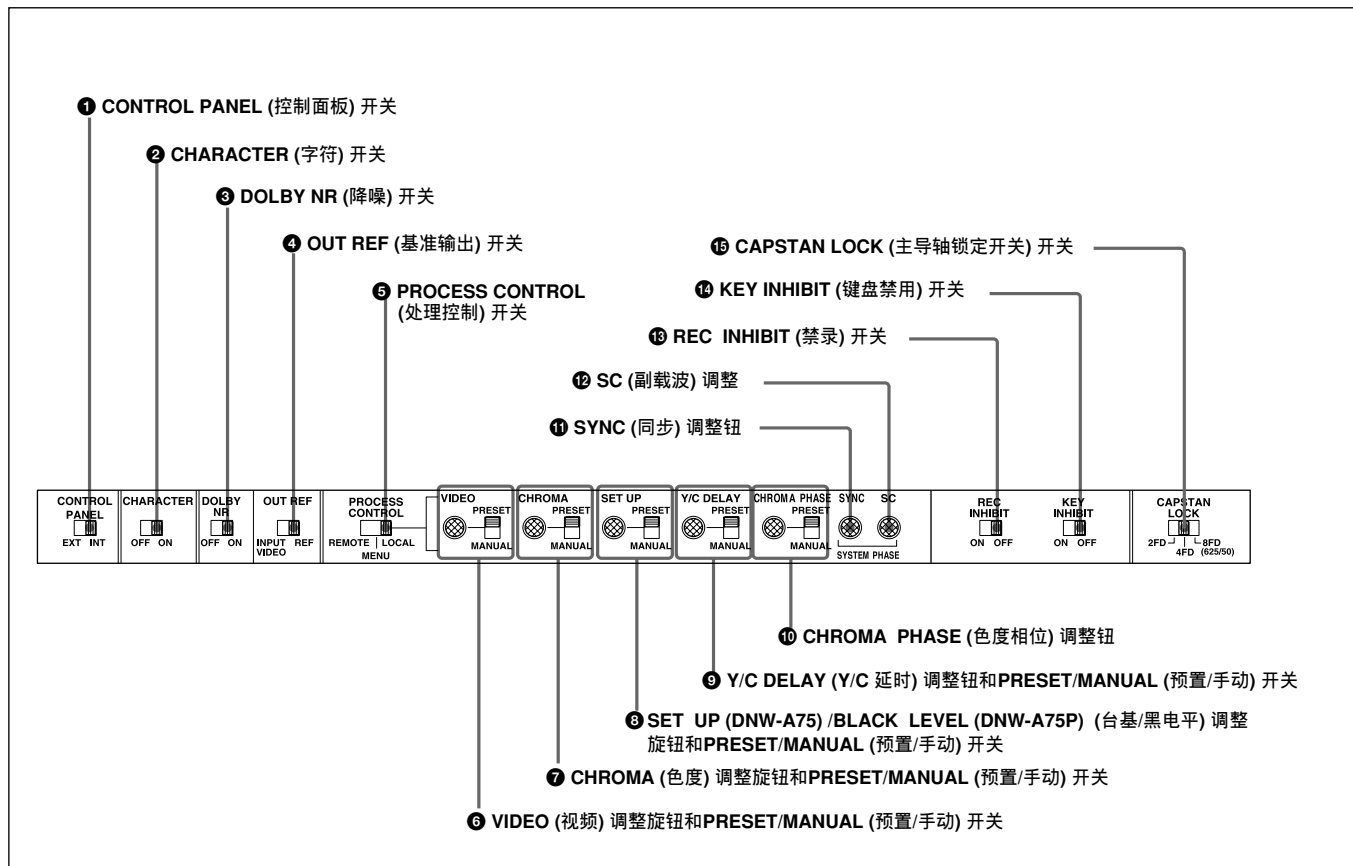 ❶ CONTROL PANEL (控制面板) 开关
❷ CHARACTER (字符) 开关
❸ DOLBY NR (降噪) 开关
❹ OUT REF (基准输出) 开关
❺ PROCESS CONTROL
(处理控制) 开关
⓯ CAPSTAN LOCK (主导轴锁定开关) 开关
⓮ KEY INHIBIT (键盘禁用) 开关
⓭ REC INHIBIT (禁录) 开关
⓬ SC (副载波) 调整
⓫ SYNC (同步) 调整钮
CONTROL
PANEL
EXT INT
CHARACTER
OFF ON
DOLBY
NR
OFF ON
OUT REF
INPUT REF
VIDEO
PROCESS
CONTROL
REMOTE | LOCAL
MENU
VIDEO
PRESET
MANUAL
CHROMA
PRESET
MANUAL
SET UP
PRESET
MANUAL
Y/C DELAY
PRESET
MANUAL
CHROMA PHASE
PRESET
MANUAL
SYNC SC
SYSTEM PHASE
REC
INHIBIT
ON OFF
KEY
INHIBIT
ON OFF
CAPSTAN
LOCK
2FD 8FD
4FD (625/50)
❿ CHROMA PHASE (色度相位) 调整钮
❾ Y/C DELAY (Y/C 延时) 调整钮和PRESET/MANUAL (预置/手动) 开关
❽ SET UP (DNW-A75) /BLACK LEVEL (DNW-A75P) (台基/黑电平) 调整
旋钮和PRESET/MANUAL (预置/手动) 开关
❼ CHROMA (色度) 调整旋钮和PRESET/MANUAL (预置/手动) 开关
❻ VIDEO (视频) 调整旋钮和PRESET/MANUAL (预置/手动) 开关